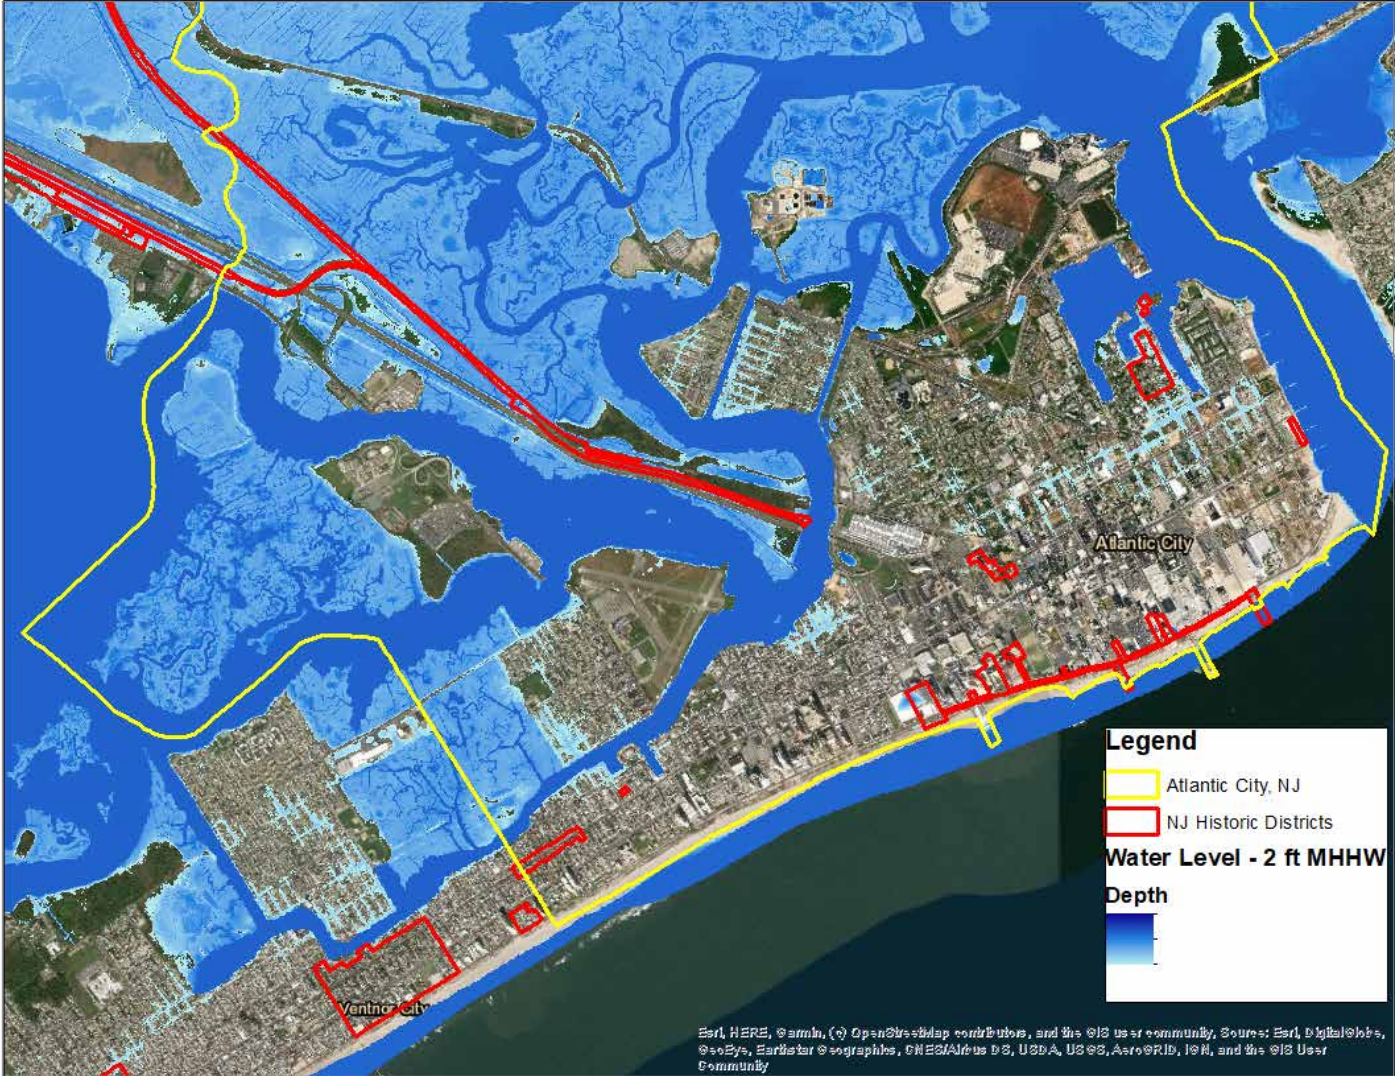 Atlantic City
Legend
Atlantic City, NJ
NJ Historic Districts
Water Level - 2 ft MHHW
Depth
Ventnor City
Esri, HERE, Garmin, (c) OpenStreetMap contributors, and the GIS user community, Source: Esri, DigitalGlobe,
GeoEye, Earthstar Geographics, CNES/Airbus DS, USDA, USGS, AeroGRID, IGN, and the GIS User
Community